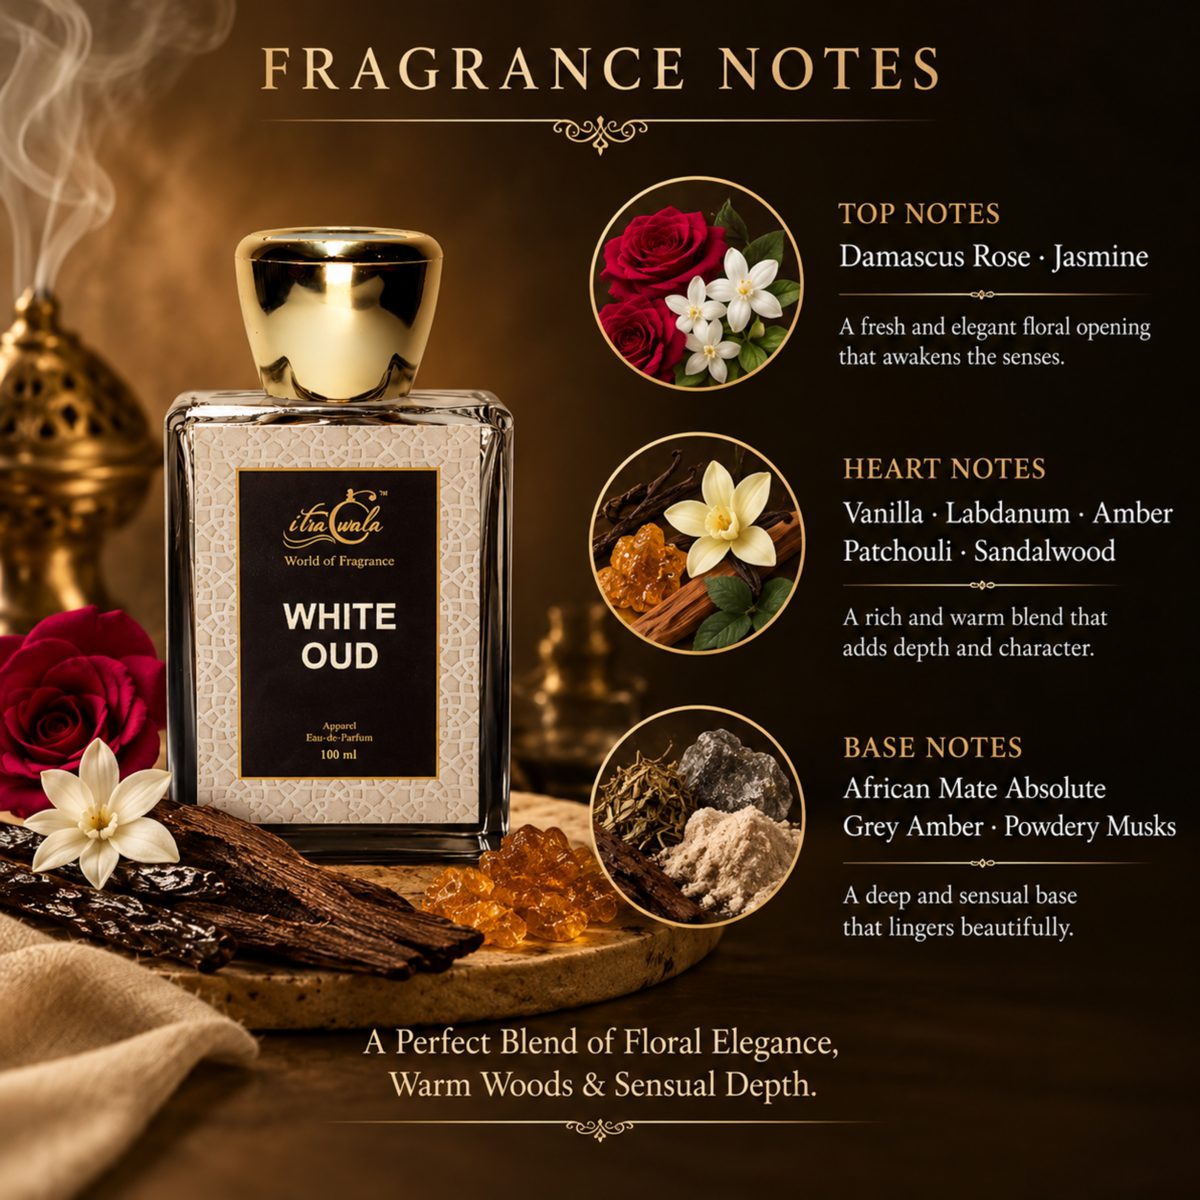 FRAGRANCE NOTES
itrawala™
World of Fragrance
WHITE
OUD
Apparel
Eau-de-Parfum
100 ml
TOP NOTES
Damascus Rose · Jasmine
A fresh and elegant floral opening
that awakens the senses.
HEART NOTES
Vanilla · Labdanum · Amber
Patchouli · Sandalwood
A rich and warm blend that
adds depth and character.
BASE NOTES
African Mate Absolute
Grey Amber · Powdery Musks
A deep and sensual base
that lingers beautifully.
A Perfect Blend of Floral Elegance,
Warm Woods & Sensual Depth.